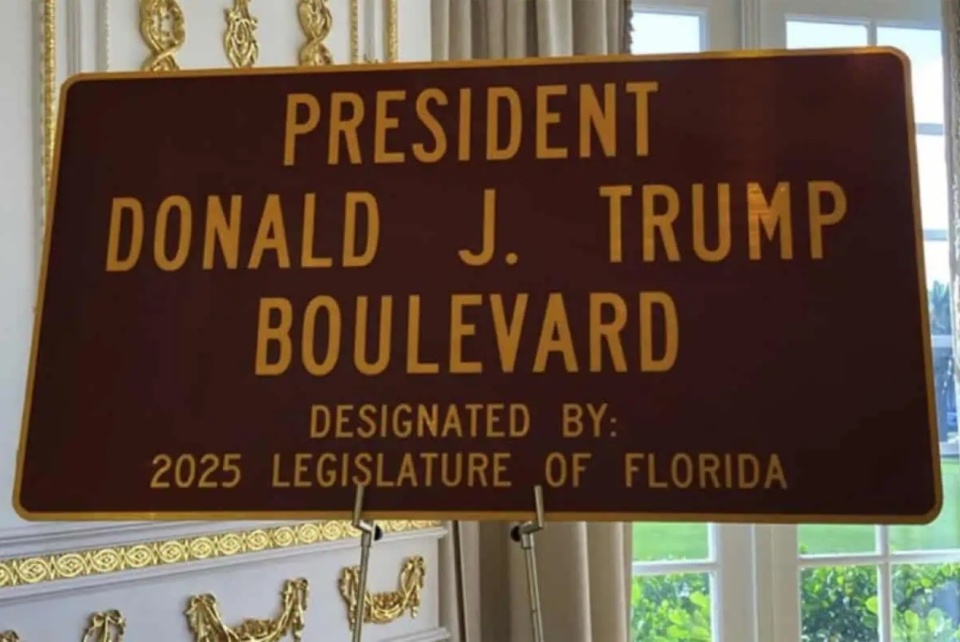 PRESIDENT
DONALD J. TRUMP
BOULEVARD
DESIGNATED BY:
2025 LEGISLATURE OF FLORIDA